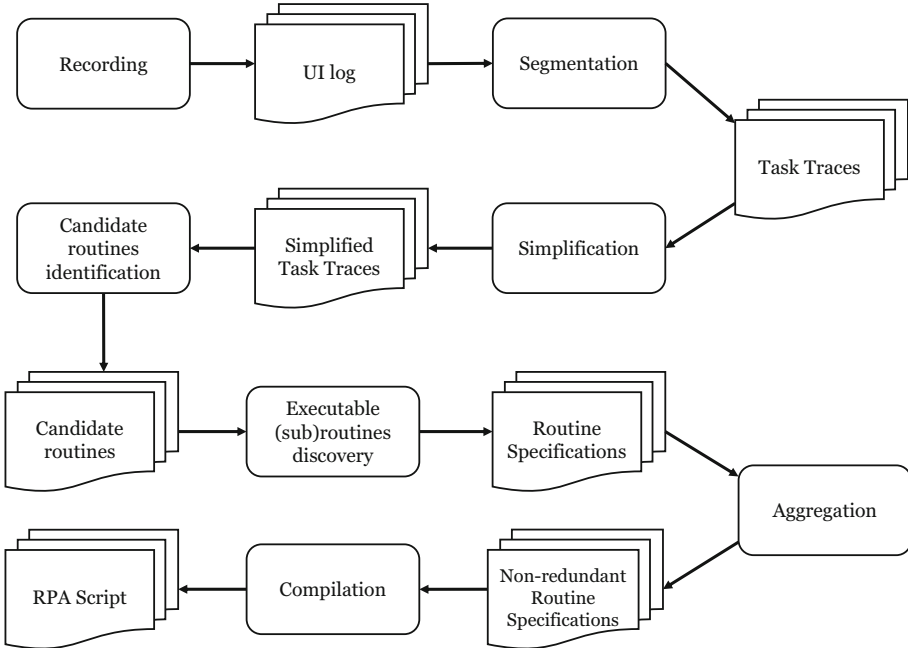 Recording
UI log
Segmentation
Task Traces
Simplification
Simplified
Task Traces
Candidate
routines
identification
Candidate
routines
Executable
(sub)routines
discovery
Routine
Specifications
Aggregation
Non-redundant
Routine
Specifications
Compilation
RPA Script